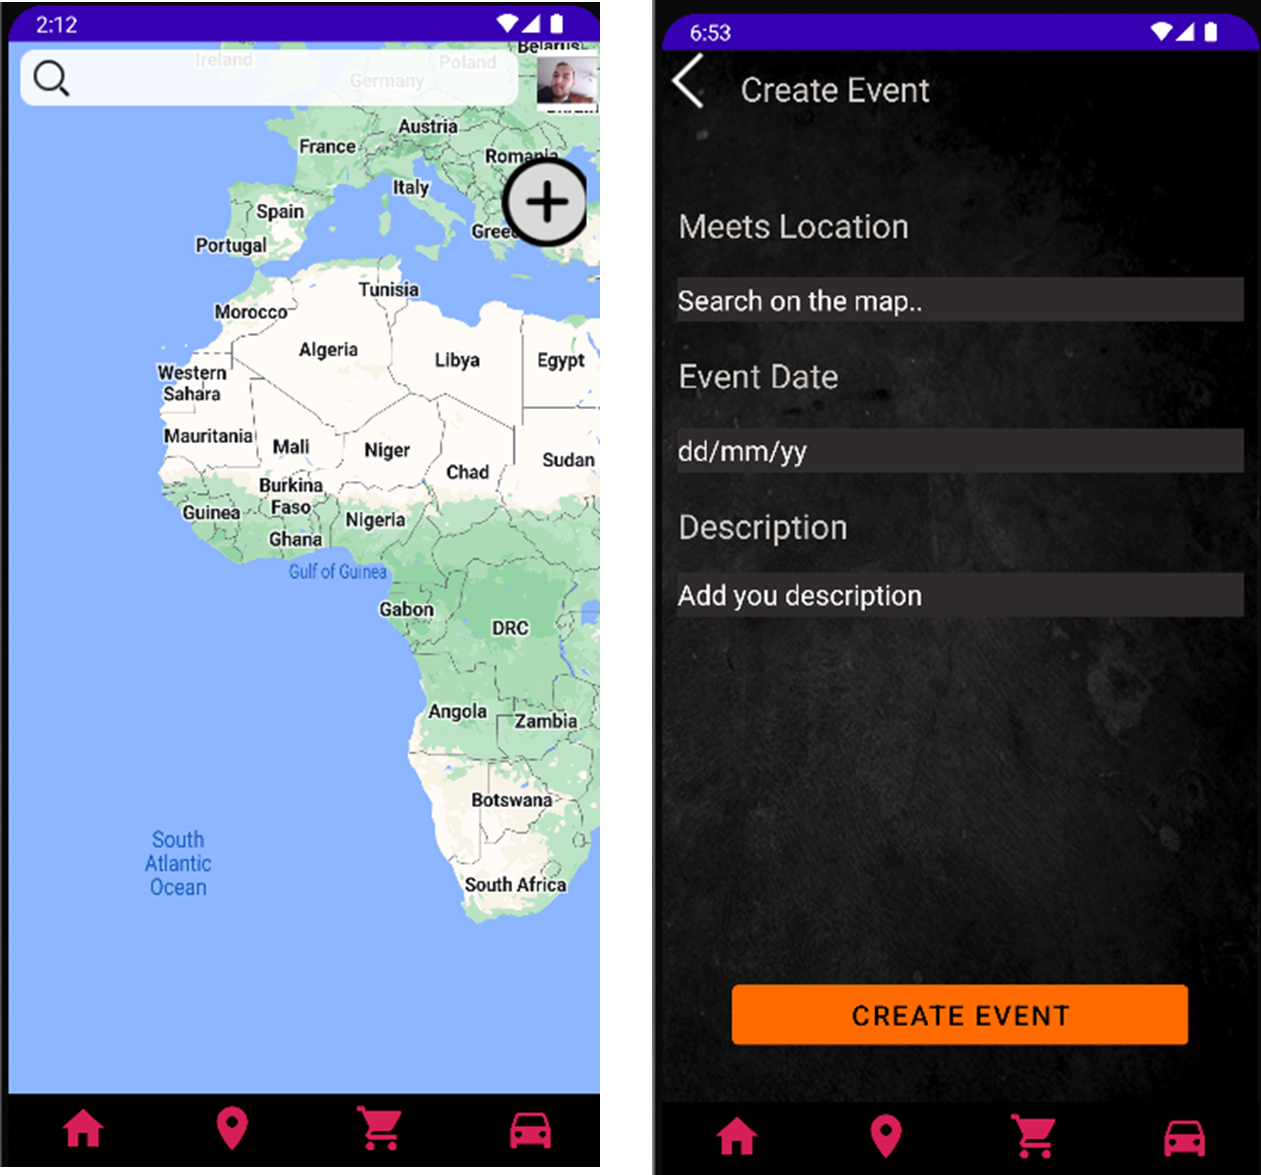 2:12
Ireland
Belarus
Poland
Germany
Ukraine
Austria
France
Romania
Italy
Spain
Greece
Portugal
Tunisia
Morocco
Algeria
Libya
Egypt
Western
Sahara
Mauritania
Mali
Niger
Chad
Sudan
Burkina
Faso
Guinea
Nigeria
Ghana
Gulf of Guinea
Gabon
DRC
Angola
Zambia
Botswana
South
Atlantic
Ocean
South Africa
6:53
Create Event
Meets Location
Search on the map..
Event Date
dd/mm/yy
Description
Add you description
CREATE EVENT